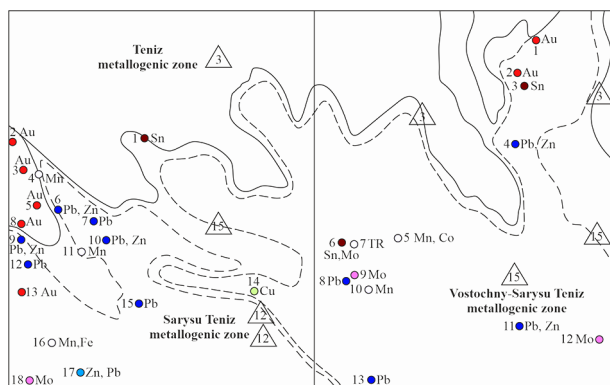 Au
1
2 Au
3 Sn
Teniz
metallogenic zone
3
3
3
2 Au
1 Sn
4 Pb, Zn
Au
3
4 Mn
Au
5
6
Pb, Zn
7 Pb
8 Au
15
15
9
Pb, Zn
10 Pb, Zn
11 Mn
6
Sn,Mo
7 TR
5 Mn, Co
12 Pb
9 Mo
8 Pb
10 Mn
15
13 Au
14
Cu
15 Pb
Vostochny-Sarysu Teniz
metallogenic zone
Sarysu Teniz
metallogenic zone
12
12
11 Pb, Zn
12 Mo
16 Mn,Fe
17 Zn, Pb
18 Mo
13 Pb